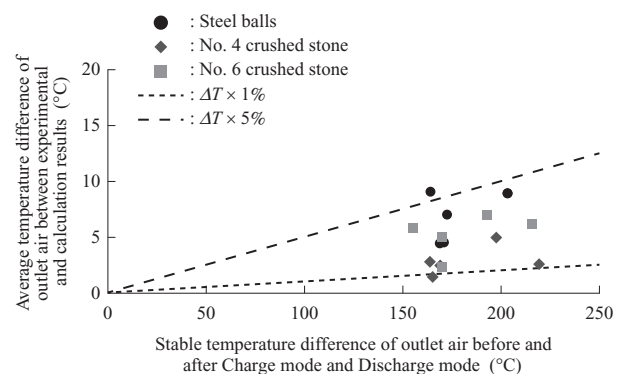 : Steel balls
: No. 4 crushed stone
: No. 6 crushed stone
: ΔT × 1%
: ΔT × 5%
Average temperature difference of
outlet air between experimental
and calculation results (°C)
20
15
10
5
0
0 50 100 150 200 250
Stable temperature difference of outlet air before and
after Charge mode and Discharge mode (°C)